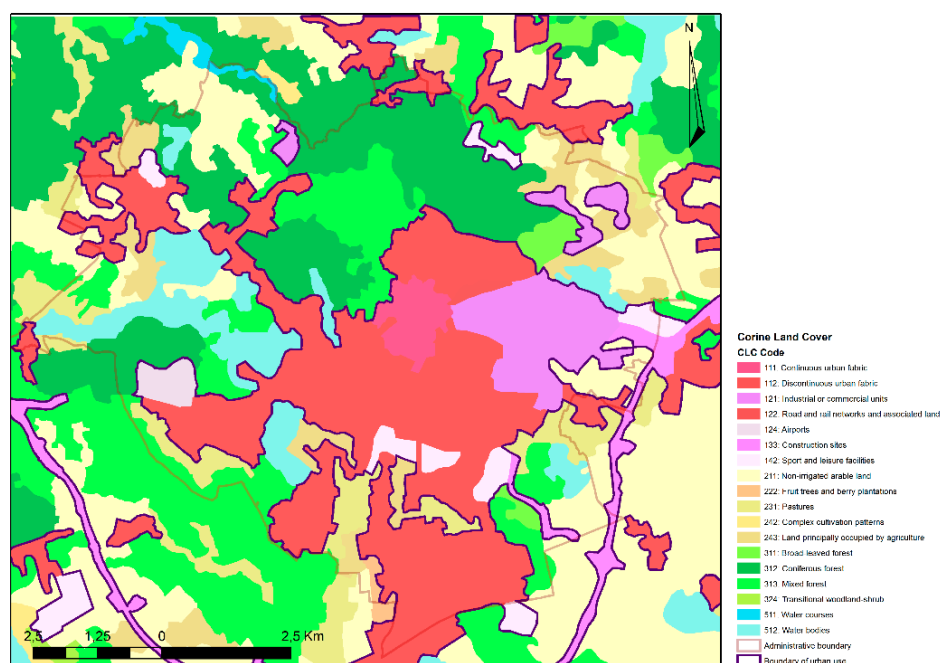 N
Corine Land Cover
CLC Code
111: Continuous urban fabric
112: Discontinuous urban fabric
121: Industrial or commercial units
122: Road and rail networks and associated land
124: Airports
133: Construction sites
142: Sport and leisure facilities
211: Non-irrigated arable land
222: Fruit trees and berry plantations
231: Pastures
242: Complex cultivation patterns
243: Land principally occupied by agriculture
311: Broad leaved forest
312: Coniferous forest
313: Mixed forest
324: Transitional woodland-shrub
511: Water courses
512: Water bodies
Administrative boundary
Boundary of urban use
2,5 1,25 0 2,5 Km